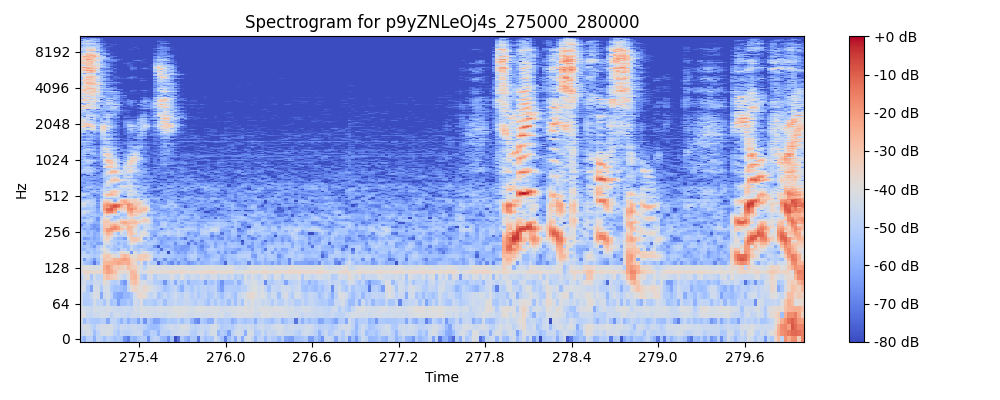 Spectrogram for p9yZNLeOj4s_275000_280000
Hz
8192
4096
2048
1024
512
256
128
64
0
275.4 276.0 276.6 277.2 277.8 278.4 279.0 279.6
Time
+0 dB
-10 dB
-20 dB
-30 dB
-40 dB
-50 dB
-60 dB
-70 dB
-80 dB